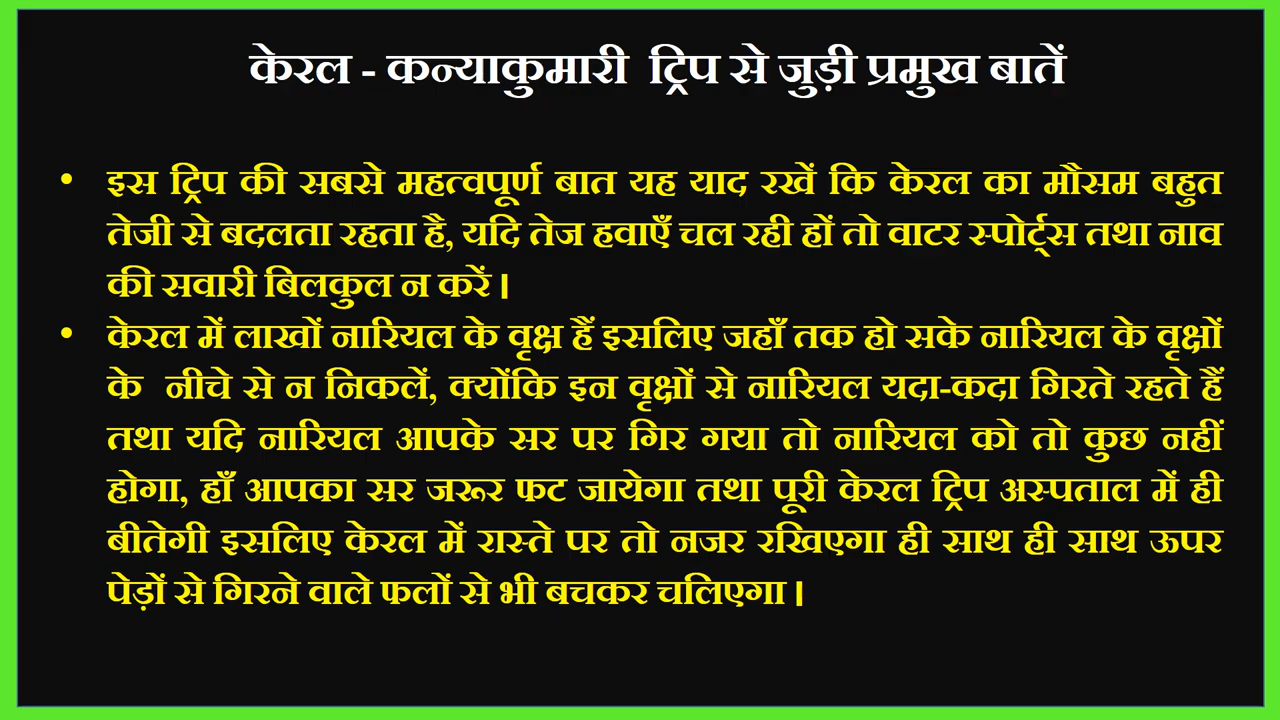 केरल - कन्याकुमारी ट्रिप से जुड़ी प्रमुख बातें
• इस ट्रिप की सबसे महत्वपूर्ण बात यह याद रखें कि केरल का मौसम बहुत
तेजी से बदलता रहता है, यदि तेज हवाएँ चल रही हों तो वाटर स्पोर्ट्स तथा नाव
की सवारी बिलकुल न करें।
• केरल में लाखों नारियल के वृक्ष हैं इसलिए जहाँ तक हो सके नारियल के वृक्षों
के नीचे से न निकलें, क्योंकि इन वृक्षों से नारियल यदा-कदा गिरते रहते हैं
तथा यदि नारियल आपके सर पर गिर गया तो नारियल को तो कुछ नहीं
होगा, हाँ आपका सर जरूर फट जायेगा तथा पूरी केरल ट्रिप अस्पताल में ही
बीतेगी इसलिए केरल में रास्ते पर तो नजर रखिएगा ही साथ ही साथ ऊपर
पेड़ों से गिरने वाले फलों से भी बचकर चलिएगा।